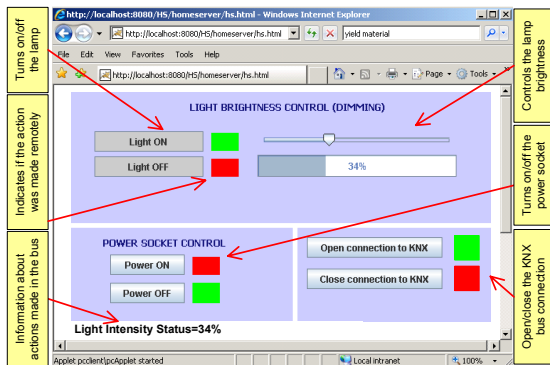 http://localhost:8080/HS/homeserver/hs.html - Windows Internet Explorer
http://localhost:8080/HS/homeserver/hs.html
yield material
File Edit View Favorites Tools Help
http://localhost:8080/HS/homeserver/hs.html
Page
Tools
Turns on/off
the lamp
Controls the lamp
brightness
LIGHT BRIGHTNESS CONTROL (DIMMING)
Light ON
Light OFF
34%
Indicates if the action
was made remotely
Turns on/off the
power socket
POWER SOCKET CONTROL
Power ON
Power OFF
Open connection to KNX
Close connection to KNX
Information about
actions made in the bus
Open/close the KNX
bus connection
Light Intensity Status=34%
Applet pcclient\pcApplet started
Local intranet
100%